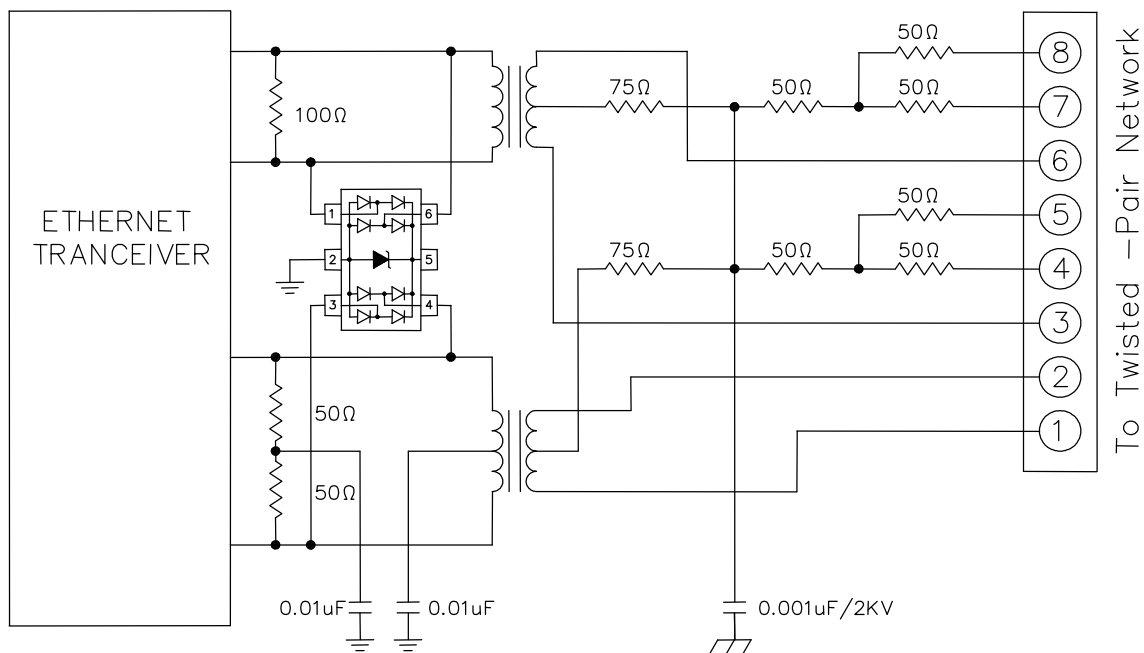 ETHERNET
TRANCEIVER
100Ω
1
6
2
5
3
4
50Ω
50Ω
0.01uF
0.01uF
75Ω
50Ω
50Ω
50Ω
75Ω
50Ω
50Ω
50Ω
0.001uF/2KV
8
7
6
5
4
3
2
1
To Twisted -Pair Network